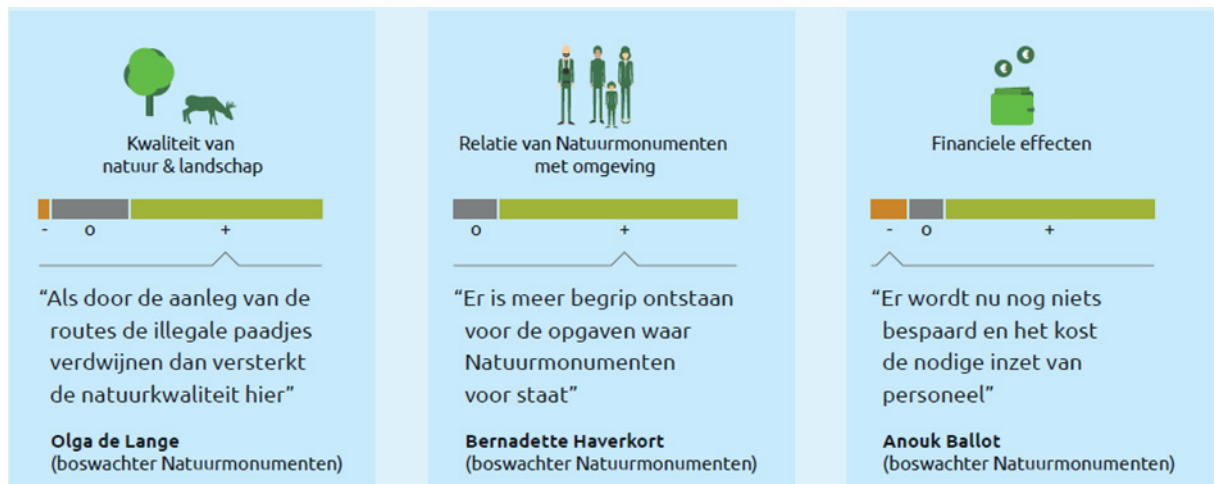 Kwaliteit van
natuur & landschap
- o +
“Als door de aanleg van de
routes de illegale paadjes
verdwijnen dan versterkt
de natuurkwaliteit hier”
Olga de Lange
(boswachter Natuurmonumenten)
Relatie van Natuurmonumenten
met omgeving
o +
“Er is meer begrip ontstaan
voor de opgaven waar
Natuurmonumenten
voor staat”
Bernadette Haverkort
(boswachter Natuurmonumenten)
€ €
Financiele effecten
- o +
“Er wordt nu nog niets
bespaard en het kost
de nodige inzet van
personeel”
Anouk Ballot
(boswachter Natuurmonumenten)